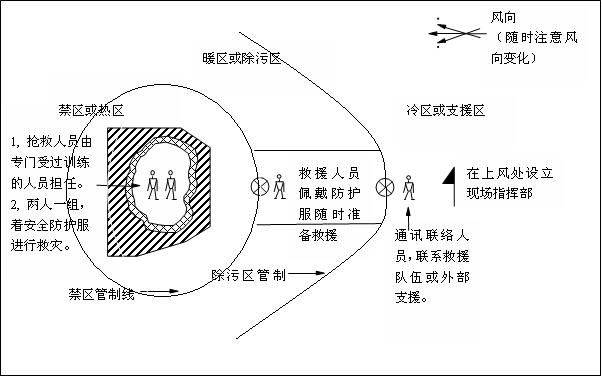 风向
（随时注意风
向变化）
暖区或除污区
禁区或热区
冷区或支援区
1, 抢救人员由
专门受过训练
的人员担任。
2, 两人一组，
着安全防护服
进行救灾。
救援人员
佩戴防护
服随时准
备救援
在上风处设立
现场指挥部
通讯联络人
员，联系救援
队伍或外部
支援。
除污区管制
禁区管制线